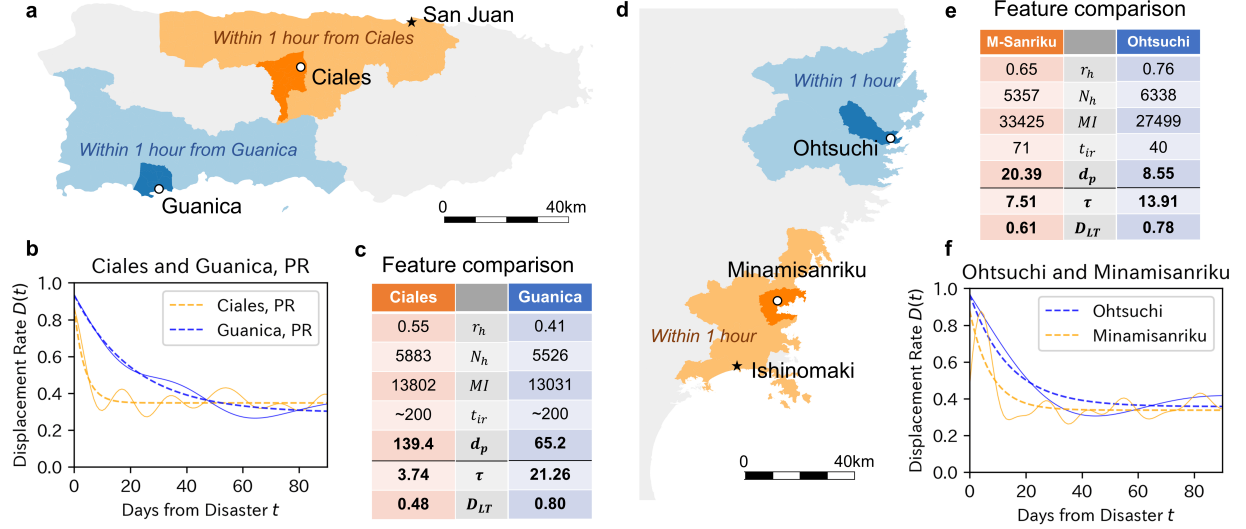 a
San Juan
Within 1 hour from Ciales
Ciales
Within 1 hour from Guanica
Guanica
0 40km
b
Ciales and Guanica, PR
Displacement Rate D(t)
1.0
0.8
0.6
0.4
0.2
0.0
Ciales, PR
Guanica, PR
0 20 40 60 80
Days from Disaster t
c
Feature comparison
Ciales Guanica
0.55 r_h 0.41
5883 N_h 5526
13802 MI 13031
~200 t_ir ~200
139.4 d_p 65.2
3.74 τ 21.26
0.48 D_LT 0.80
d
Within 1 hour
Ohtsuchi
Minamisanriku
Within 1 hour
Ishinomaki
0 40km
e
Feature comparison
M-Sanriku Ohtsuchi
0.65 r_h 0.76
5357 N_h 6338
33425 MI 27499
71 t_ir 40
20.39 d_p 8.55
7.51 τ 13.91
0.61 D_LT 0.78
f
Ohtsuchi and Minamisanriku
Displacement Rate D(t)
1.0
0.8
0.6
0.4
0.2
0.0
Ohtsuchi
Minamisanriku
0 20 40 60 80
Days from Disaster t